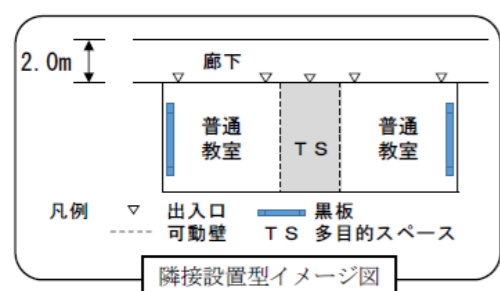 2.0m
廊下
普通
教室
TS
普通
教室
凡例 ▽ 出入口 黒板
可動壁 TS 多目的スペース
隣接設置型イメージ図